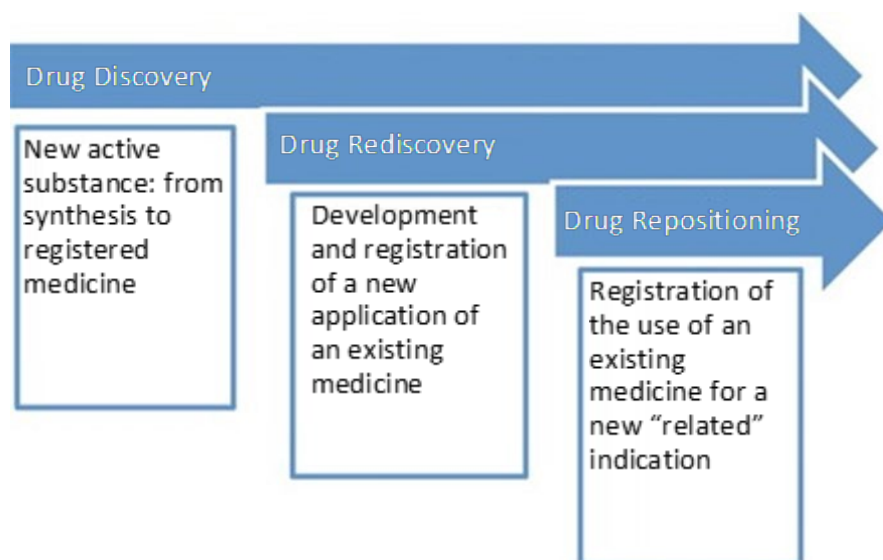 Drug Discovery
New active
substance: from
synthesis to
registered
medicine
Drug Rediscovery
Development
and registration
of a new
application of
an existing
medicine
Drug Repositioning
Registration of
the use of an
existing
medicine for a
new “related”
indication